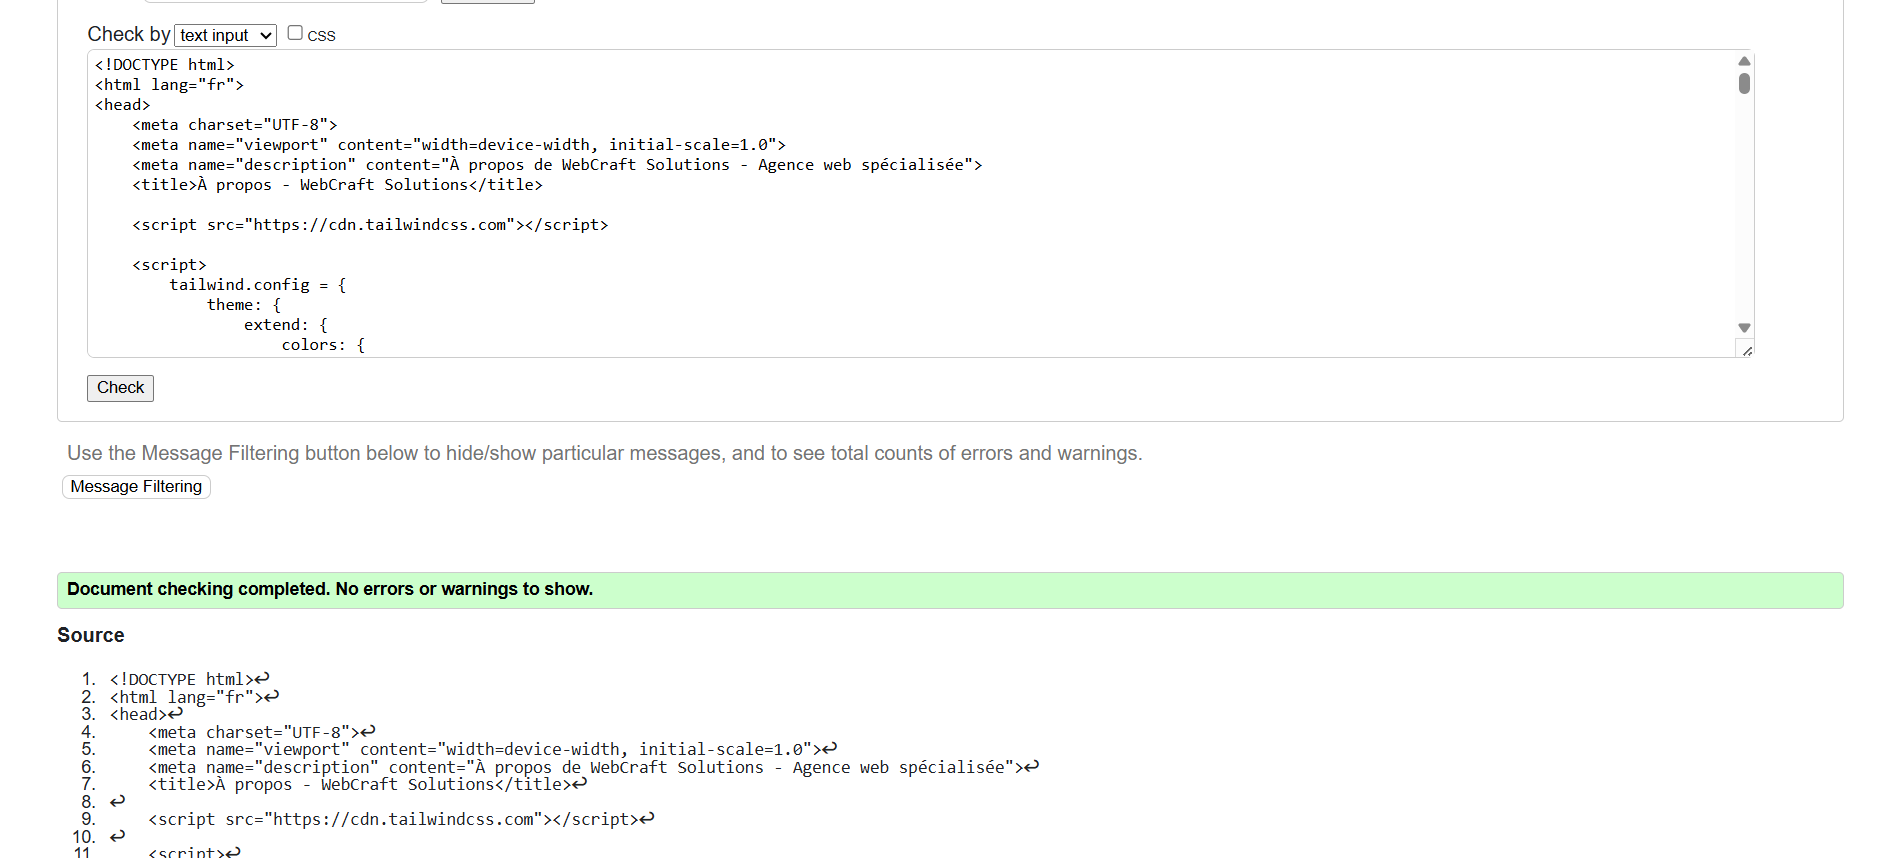 Check by text input CSS
<!DOCTYPE html>
<html lang="fr">
<head>
    <meta charset="UTF-8">
    <meta name="viewport" content="width=device-width, initial-scale=1.0">
    <meta name="description" content="À propos de WebCraft Solutions - Agence web spécialisée">
    <title>À propos - WebCraft Solutions</title>

    <script src="https://cdn.tailwindcss.com"></script>

    <script>
        tailwind.config = {
            theme: {
                extend: {
                    colors: {
Check
Use the Message Filtering button below to hide/show particular messages, and to see total counts of errors and warnings.
Message Filtering
Document checking completed. No errors or warnings to show.
Source
1. <!DOCTYPE html>↩
2. <html lang="fr">↩
3. <head>↩
4.     <meta charset="UTF-8">↩
5.     <meta name="viewport" content="width=device-width, initial-scale=1.0">↩
6.     <meta name="description" content="À propos de WebCraft Solutions - Agence web spécialisée">↩
7.     <title>À propos - WebCraft Solutions</title>↩
8. ↩
9.     <script src="https://cdn.tailwindcss.com"></script>↩
10. ↩
11.     <script>↩